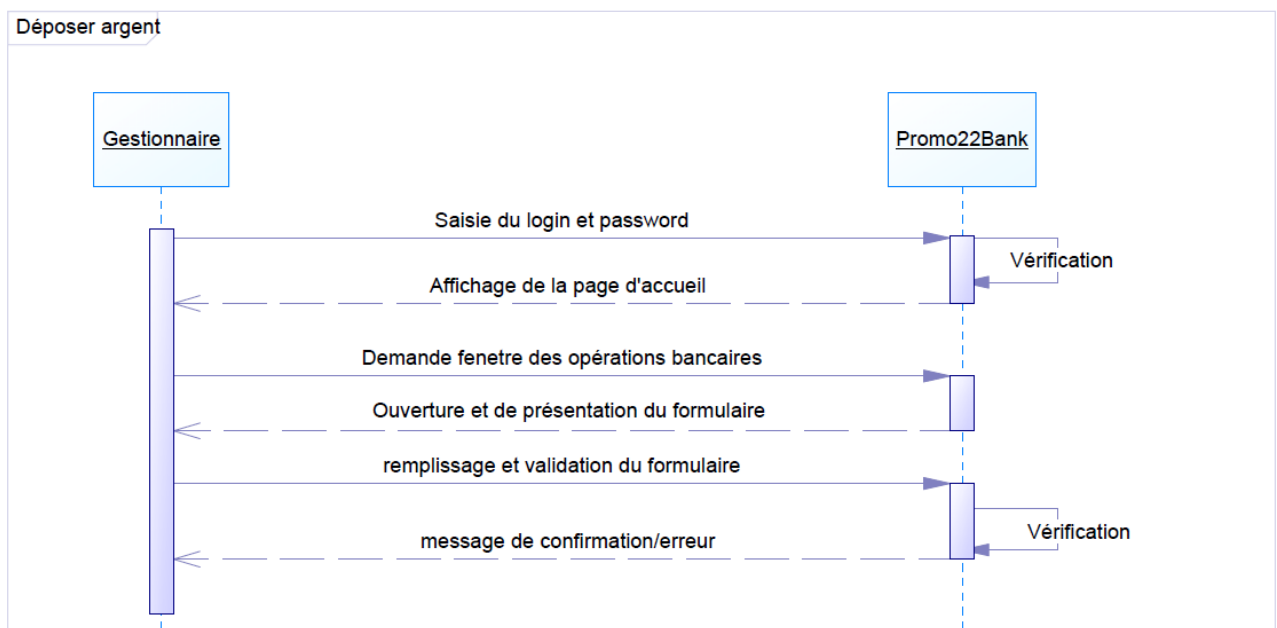 Déposer argent
Gestionnaire
Promo22Bank
Saisie du login et password
Vérification
Affichage de la page d'accueil
Demande fenetre des opérations bancaires
Ouverture et de présentation du formulaire
remplissage et validation du formulaire
Vérification
message de confirmation/erreur